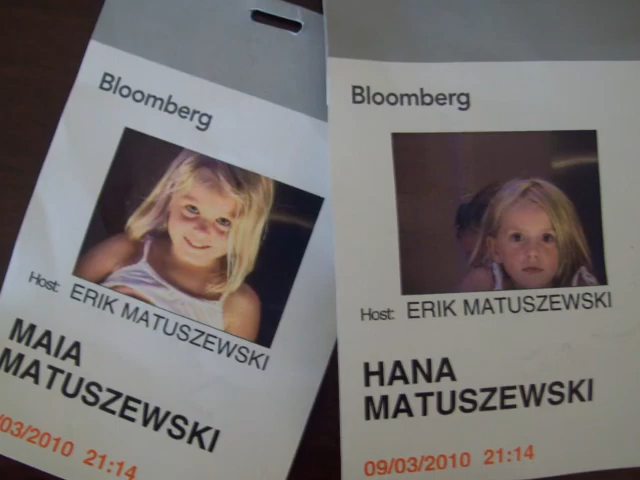 Bloomberg
Host: ERIK MATUSZEWSKI
MAIA
MATUSZEWSKI
/03/2010 21:14
Bloomberg
Host: ERIK MATUSZEWSKI
HANA
MATUSZEWSKI
09/03/2010 21:14